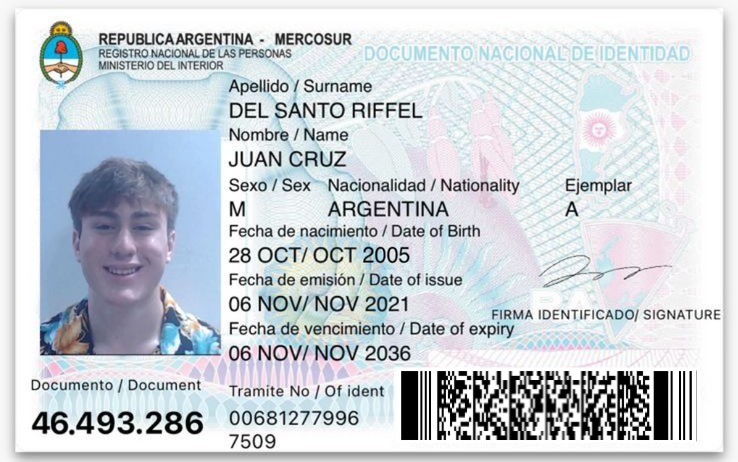 REPUBLICA ARGENTINA - MERCOSUR
REGISTRO NACIONAL DE LAS PERSONAS
MINISTERIO DEL INTERIOR
DOCUMENTO NACIONAL DE IDENTIDAD
Apellido / Surname
DEL SANTO RIFFEL
Nombre / Name
JUAN CRUZ
Sexo / Sex Nacionalidad / Nationality Ejemplar
M ARGENTINA A
Fecha de nacimiento / Date of Birth
28 OCT/ OCT 2005
Fecha de emisión / Date of issue
06 NOV/ NOV 2021
FIRMA IDENTIFICADO/ SIGNATURE
Fecha de vencimiento / Date of expiry
06 NOV/ NOV 2036
Documento / Document
46.493.286
Tramite No / Of ident
00681277996
7509